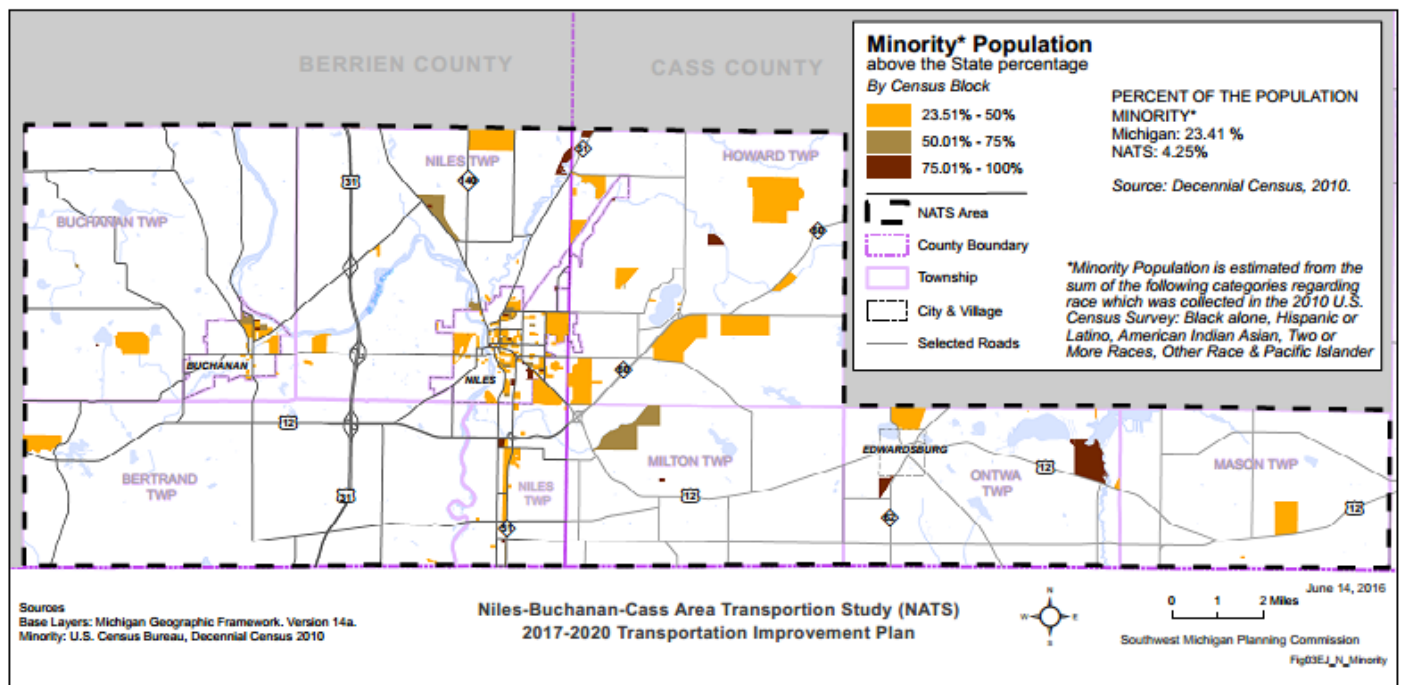 BERRIEN COUNTY
CASS COUNTY
Minority* Population
above the State percentage
By Census Block
23.51% - 50%
50.01% - 75%
75.01% - 100%
NATS Area
County Boundary
Township
City & Village
Selected Roads
PERCENT OF THE POPULATION
MINORITY*
Michigan: 23.41 %
NATS: 4.25%
Source: Decennial Census, 2010.
*Minority Population is estimated from the
sum of the following categories regarding
race which was collected in the 2010 U.S.
Census Survey: Black alone, Hispanic or
Latino, American Indian Asian, Two or
More Races, Other Race & Pacific Islander
NILES TWP
HOWARD TWP
51
31
140
BUCHANAN TWP
60
BUCHANAN
NILES
60
12
BERTRAND
TWP
31
NILES
TWP
51
MILTON TWP
12
EDWARDSBURG
ONTWA
TWP
12
62
MASON TWP
12
Sources
Base Layers: Michigan Geographic Framework. Version 14a.
Minority: U.S. Census Bureau, Decennial Census 2010
Niles-Buchanan-Cass Area Transportion Study (NATS)
2017-2020 Transportation Improvement Plan
N
W
E
S
June 14, 2016
0 1 2 Miles
Southwest Michigan Planning Commission
Fig03EJ_N_Minority